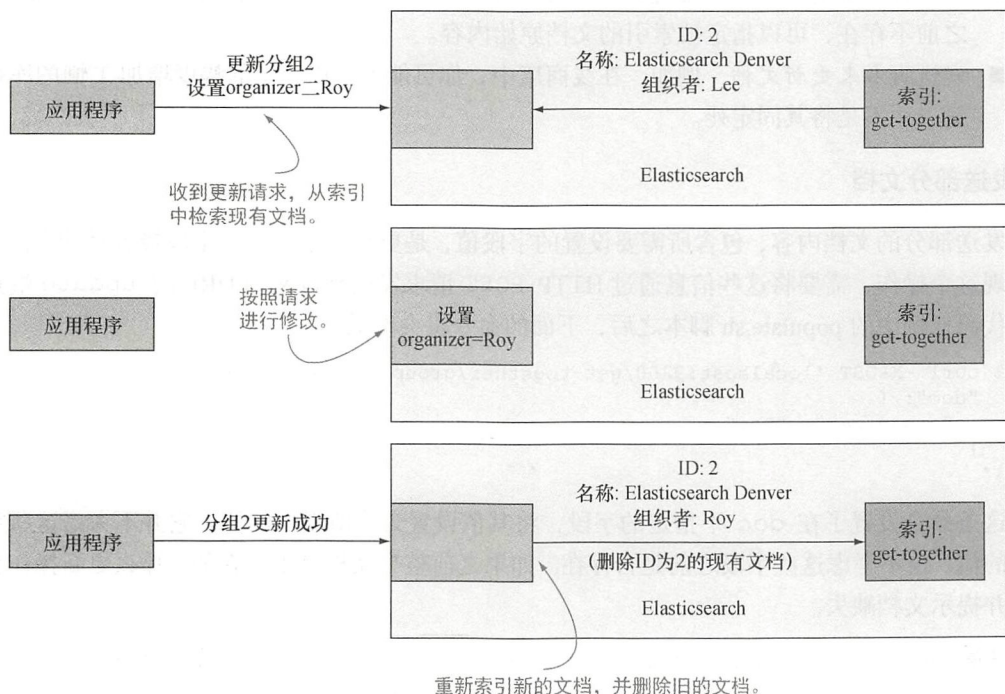 更新分组2
设置organizer二Roy
应用程序
ID: 2
名称: Elasticsearch Denver
组织者: Lee
索引:
get-together
Elasticsearch
收到更新请求，从索引
中检索现有文档。
按照请求
进行修改。
应用程序
设置
organizer=Roy
索引:
get-together
Elasticsearch
分组2更新成功
应用程序
ID: 2
名称: Elasticsearch Denver
组织者: Roy
(删除ID为2的现有文档)
索引:
get-together
Elasticsearch
重新索引新的文档，并删除旧的文档。